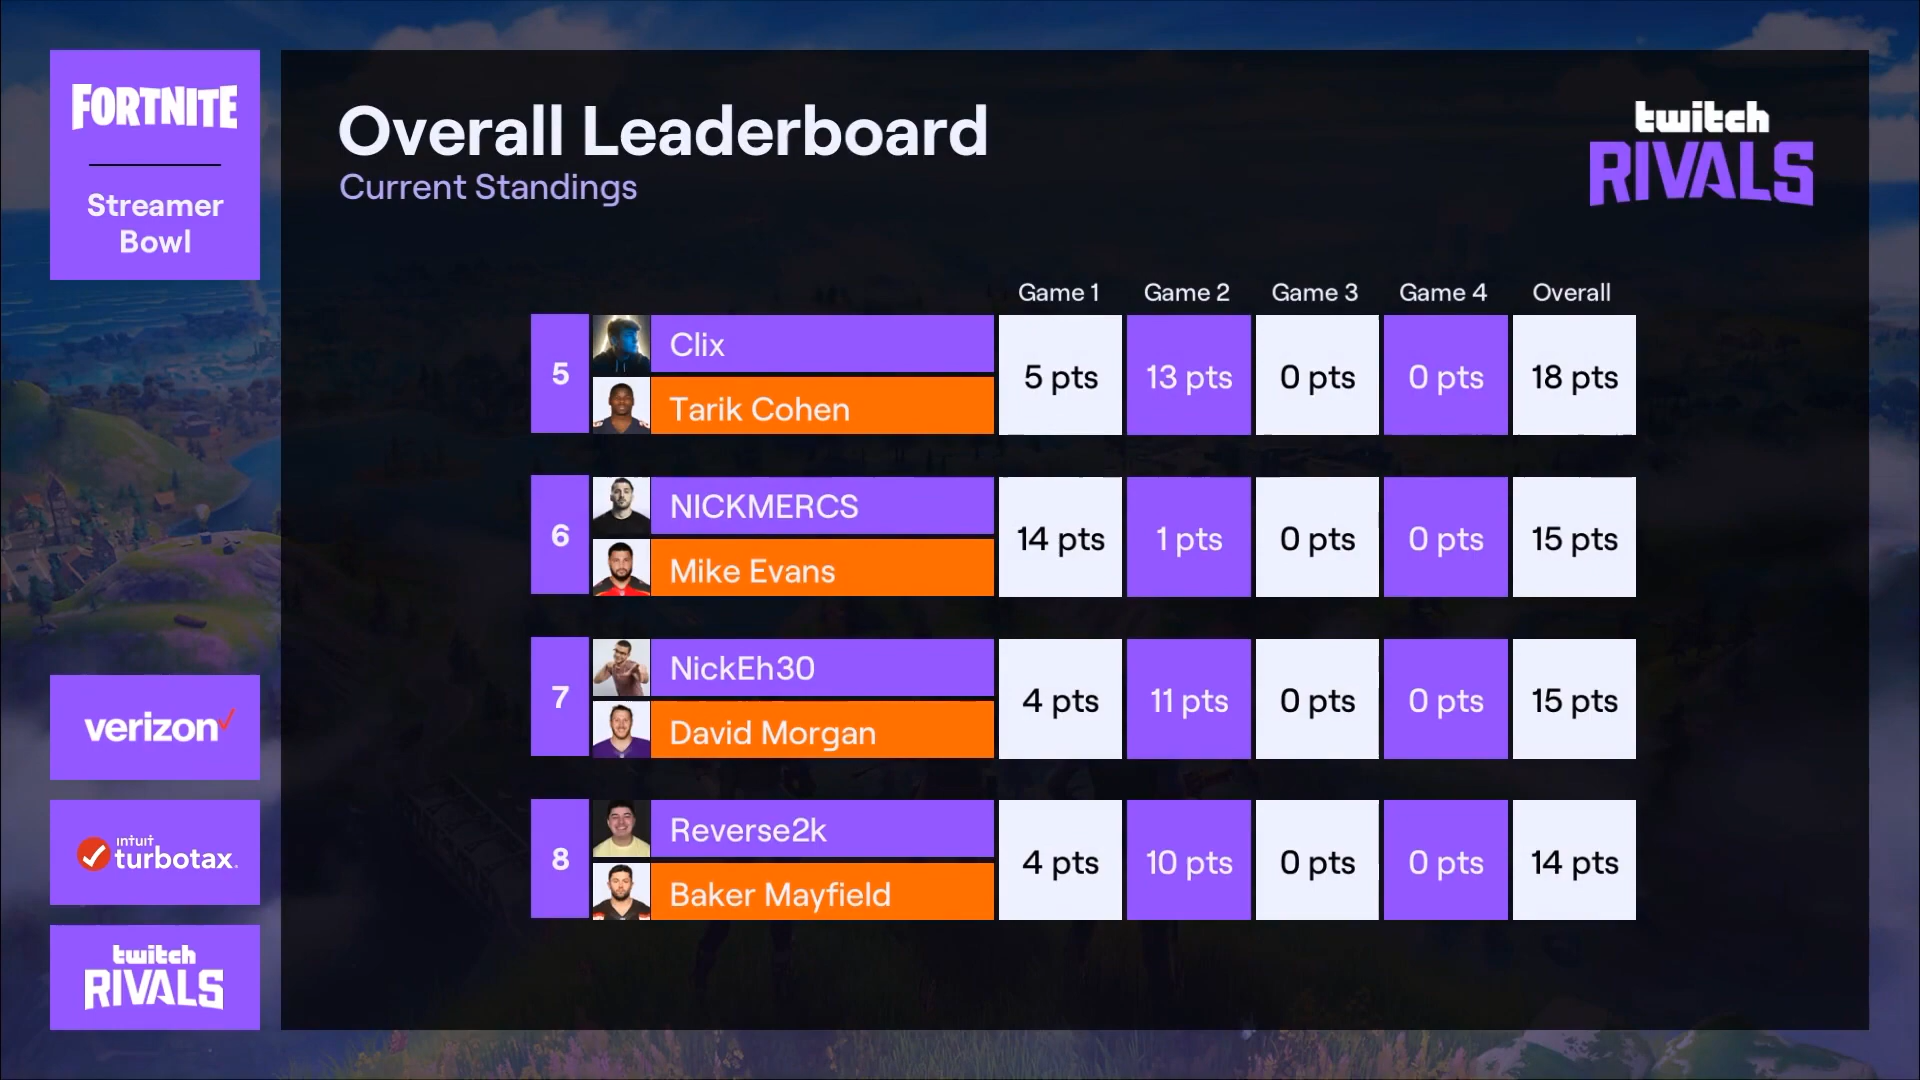 FORTNITE
Streamer
Bowl
Overall Leaderboard
Current Standings
twitch
RIVALS
Game 1 Game 2 Game 3 Game 4 Overall
5 Clix 5 pts 13 pts 0 pts 0 pts 18 pts
Tarik Cohen
6 NICKMERCS 14 pts 1 pts 0 pts 0 pts 15 pts
Mike Evans
7 NickEh30 4 pts 11 pts 0 pts 0 pts 15 pts
David Morgan
8 Reverse2k 4 pts 10 pts 0 pts 0 pts 14 pts
Baker Mayfield
verizon
intuit
turbotax.
twitch
RIVALS